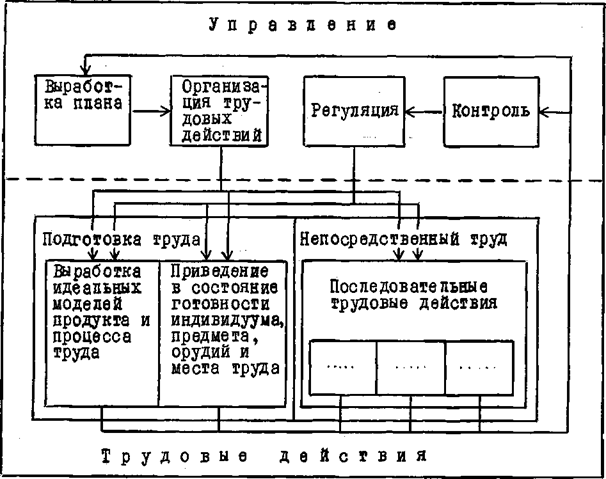 Управление
Выработ-
ка плана
Организа-
ция тру-
довых
действий
Регуляция
Контроль
Подготовка труда
Непосредственный труд
Выработка
идеальных
моделей
продукта и
процесса
труда
Приведение
в состояние
готовности
индивидуума,
предмета,
орудий и
места труда
Последовательные
трудовые действия
.....
.....
.....
Трудовые действия